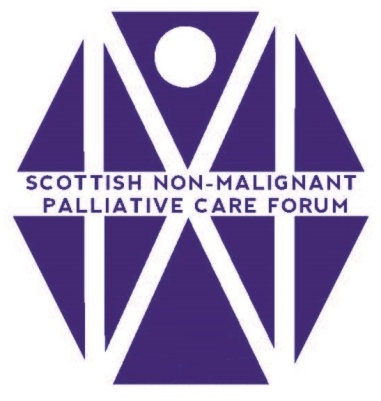 SCOTTISH NON-MALIGNANT
PALLIATIVE CARE FORUM